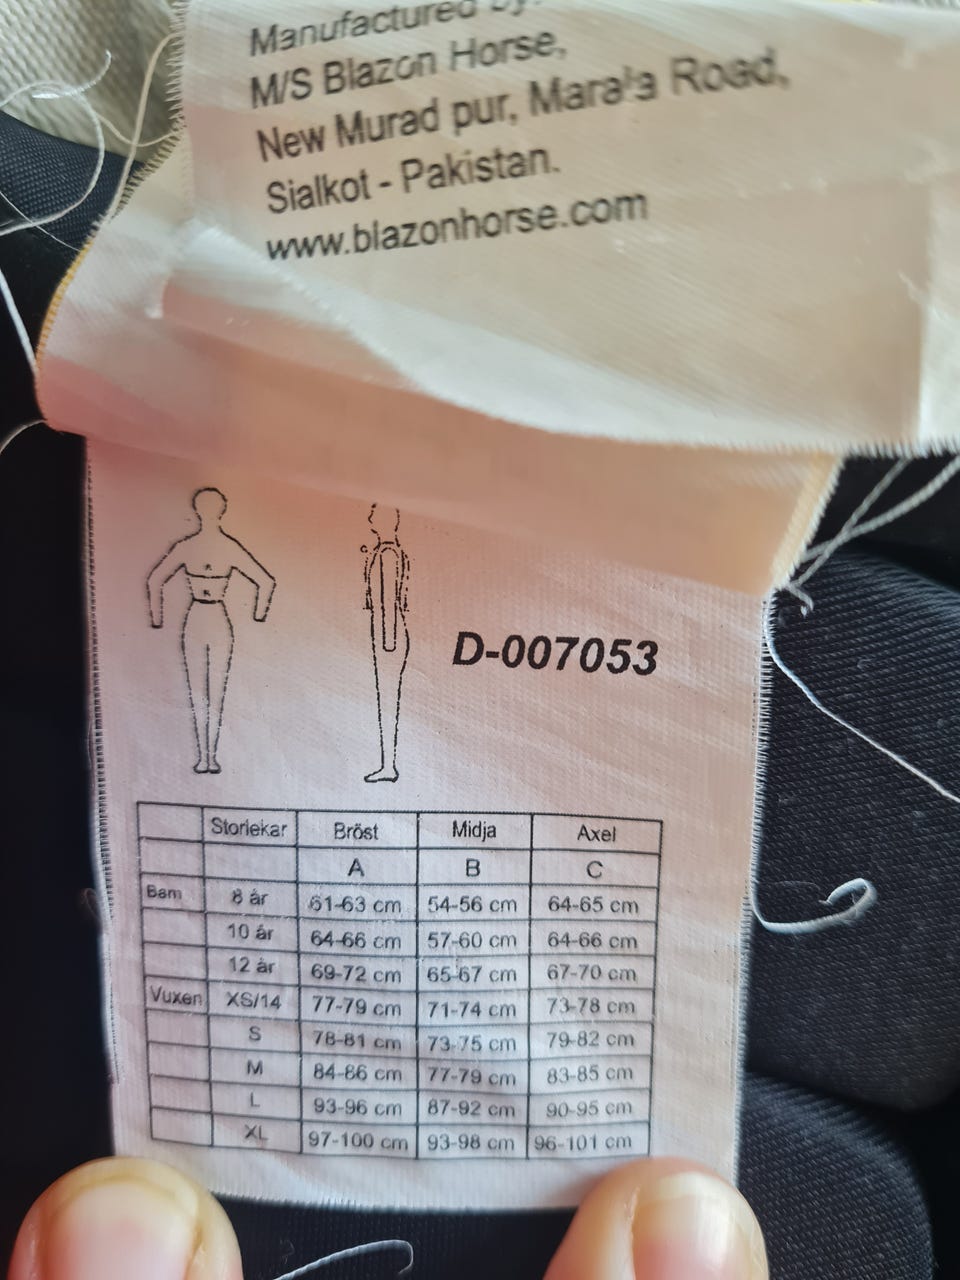 Manufactured by:
M/S Blazon Horse,
New Murad pur, Marala Road,
Sialkot - Pakistan.
www.blazonhorse.com
C
A
B
D-007053
Storlekar Bröst Midja Axel
A B C
Barn 8 år 61-63 cm 54-56 cm 64-65 cm
10 år 64-66 cm 57-60 cm 64-66 cm
12 år 69-72 cm 65-67 cm 67-70 cm
Vuxen XS/14 77-79 cm 71-74 cm 73-78 cm
S 78-81 cm 73-75 cm 79-82 cm
M 84-86 cm 77-79 cm 83-85 cm
L 93-96 cm 87-92 cm 90-95 cm
XL 97-100 cm 93-98 cm 96-101 cm